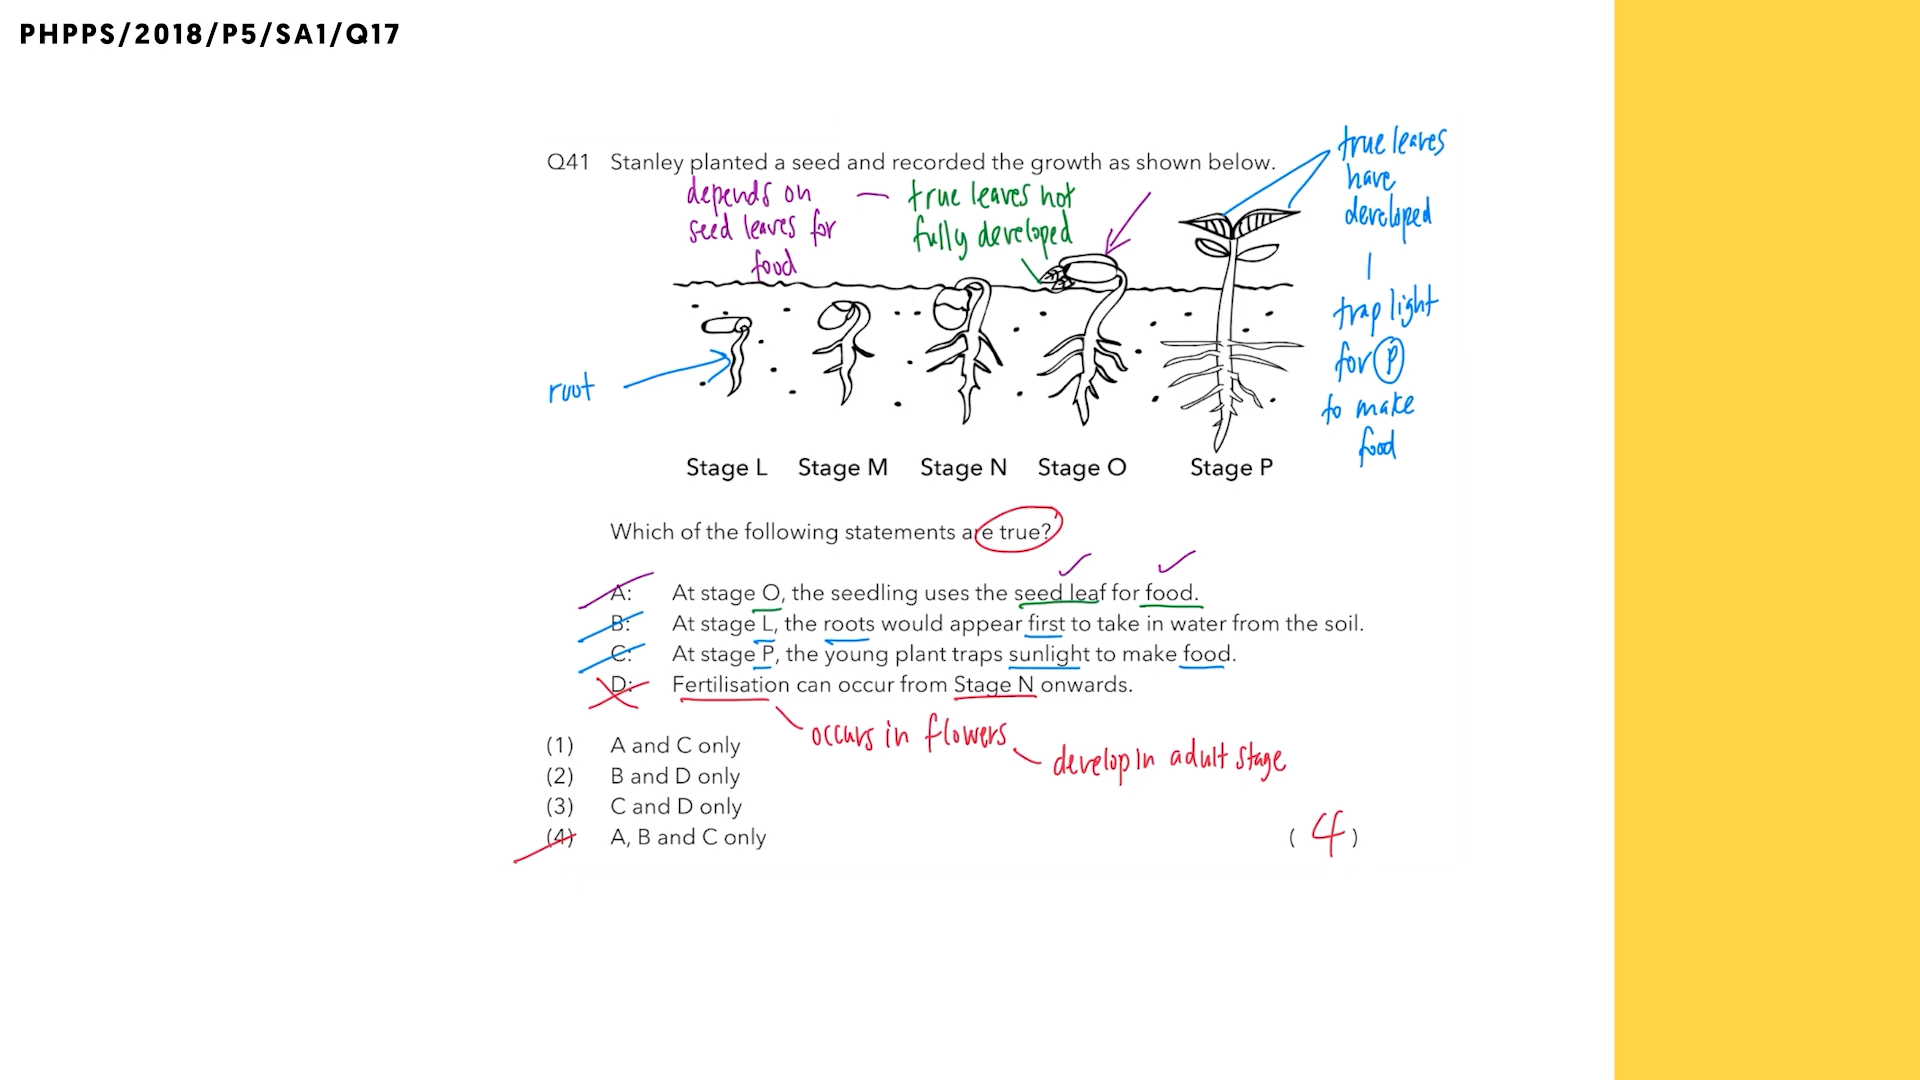 PHPPS/2018/P5/SA1/Q17
Q41 Stanley planted a seed and recorded the growth as shown below.
depends on
seed leaves for
food
— true leaves not
fully developed
true leaves
have
developed
trap light
for P
to make
food
root
Stage L Stage M Stage N Stage O Stage P
Which of the following statements are true?
A: At stage O, the seedling uses the seed leaf for food.
B: At stage L, the roots would appear first to take in water from the soil.
C: At stage P, the young plant traps sunlight to make food.
D: Fertilisation can occur from Stage N onwards.
occurs in flowers
develop in adult stage
(1) A and C only
(2) B and D only
(3) C and D only
(4) A, B and C only
( 4 )